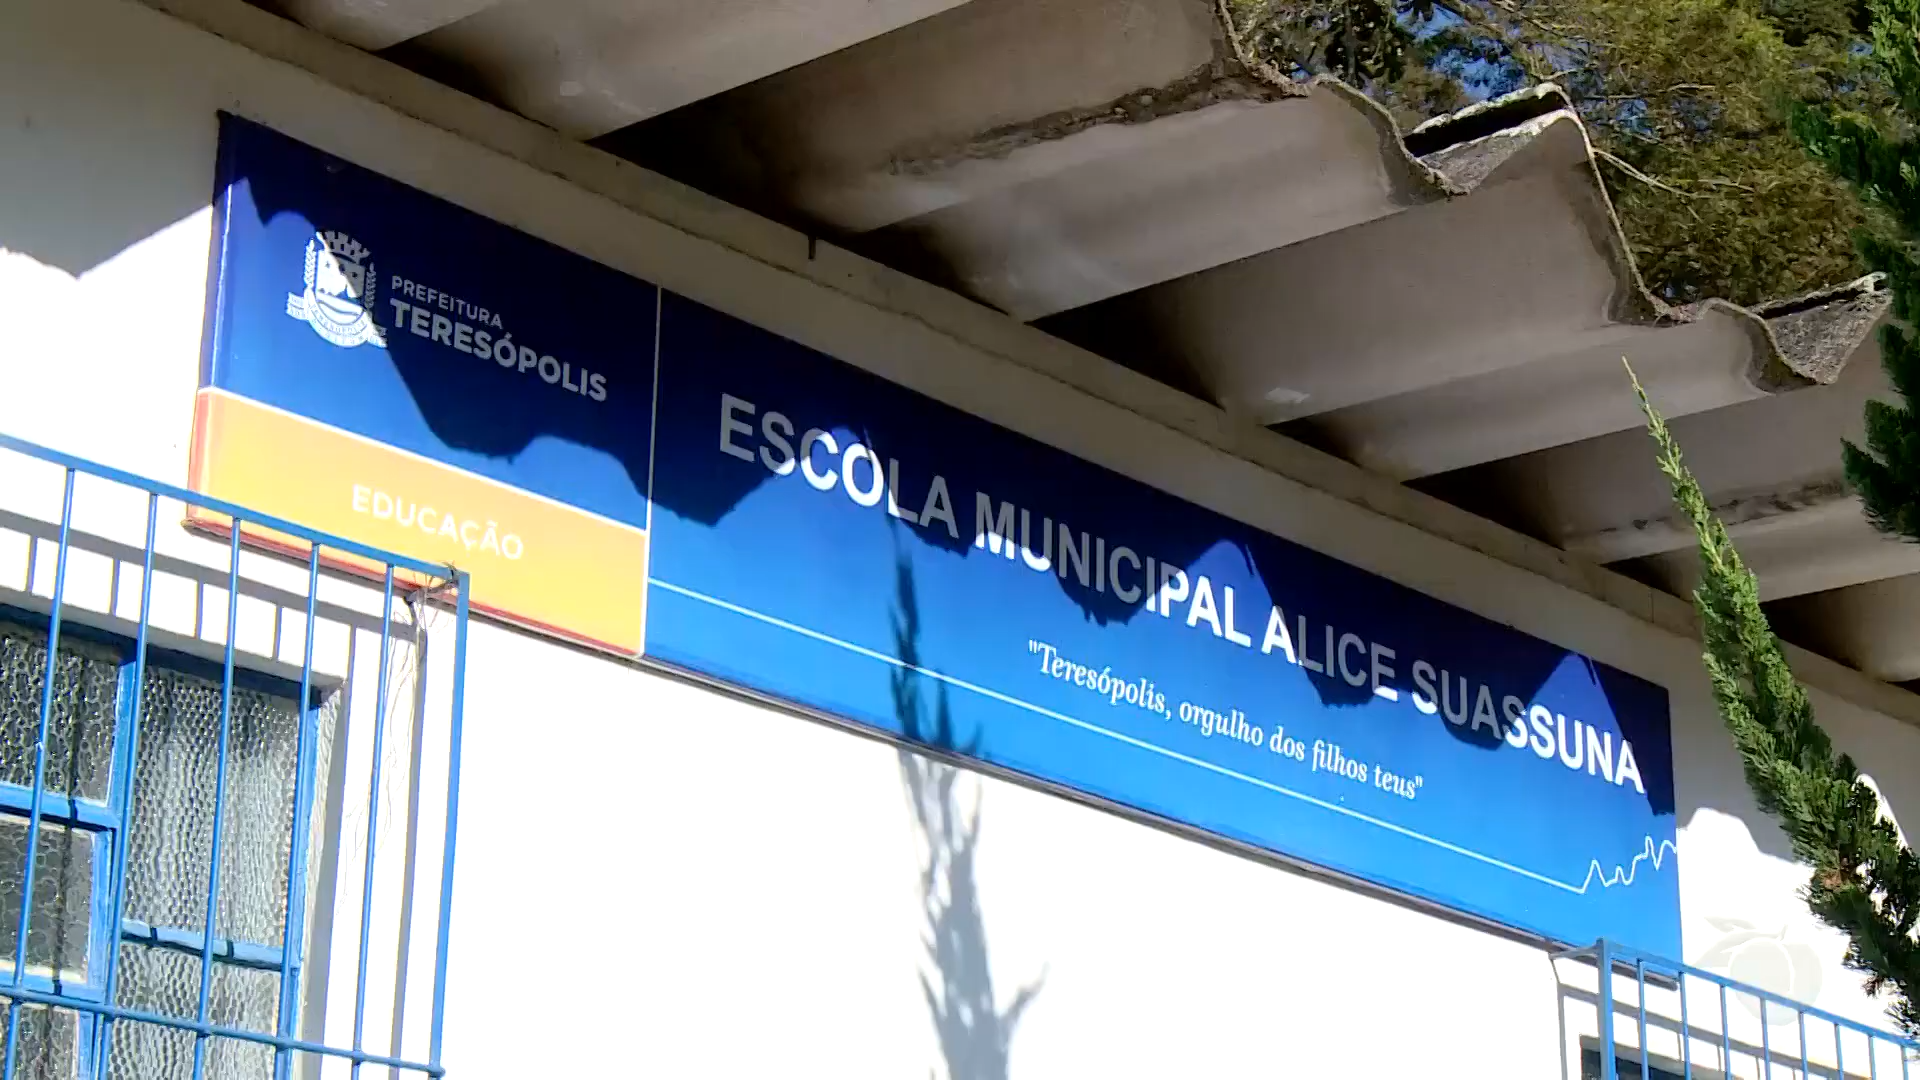 PREFEITURA
TERESÓPOLIS
EDUCAÇÃO
ESCOLA MUNICIPAL ALICE SUASSUNA
"Teresópolis, orgulho dos filhos teus"